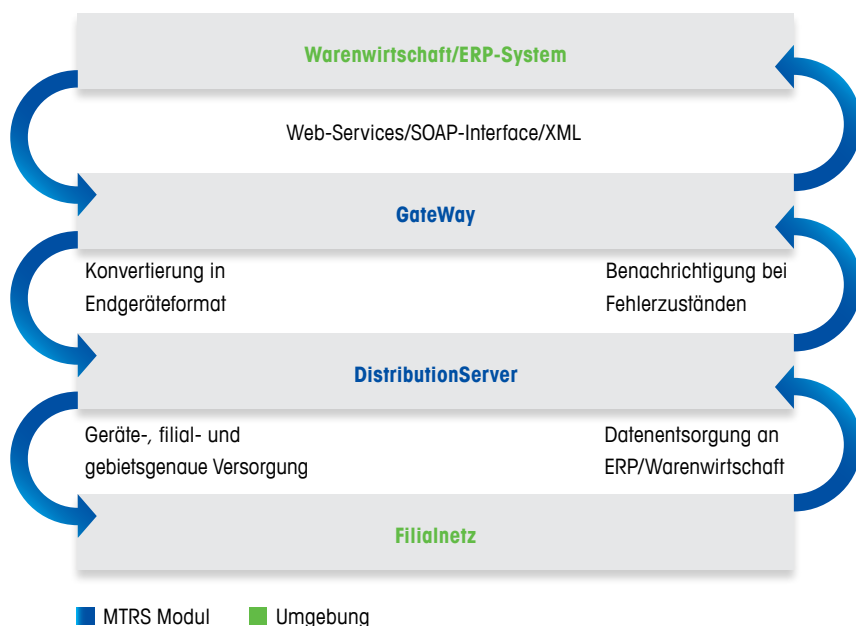 Warenwirtschaft/ERP-System
Web-Services/SOAP-Interface/XML
GateWay
Konvertierung in
Endgeräteformat
Benachrichtigung bei
Fehlerzuständen
DistributionServer
Geräte-, filial- und
gebietsgenaue Versorgung
Datenentsorgung an
ERP/Warenwirtschaft
Filialnetz
MTRS Modul
Umgebung